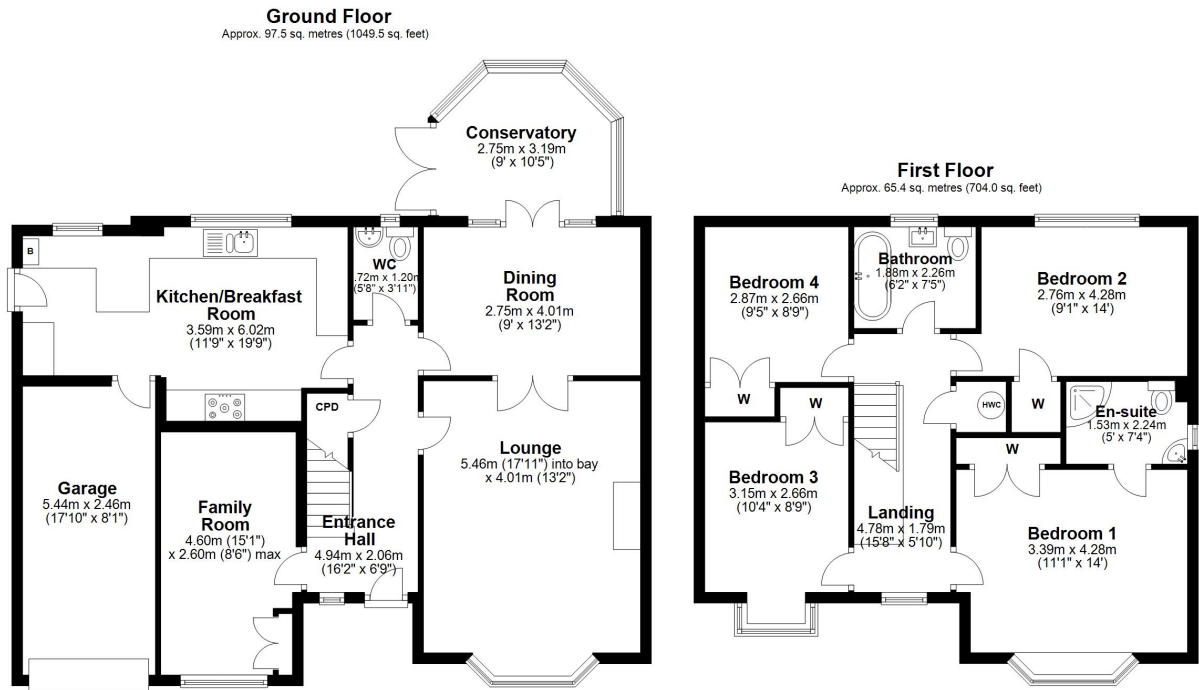 Ground Floor
Approx. 97.5 sq. metres (1049.5 sq. feet)
Conservatory
2.75m x 3.19m
(9' x 10'5")
B
Kitchen/Breakfast
Room
3.59m x 6.02m
(11'9" x 19'9")
WC
.72m x 1.20m
(5'8" x 3'11")
Dining
Room
2.75m x 4.01m
(9' x 13'2")
CPD
Lounge
5.46m (17'11") into bay
x 4.01m (13'2")
Garage
5.44m x 2.46m
(17'10" x 8'1")
Family
Room
4.60m (15'1")
x 2.60m (8'6") max
Entrance
Hall
4.94m x 2.06m
(16'2" x 6'9")
First Floor
Approx. 65.4 sq. metres (704.0 sq. feet)
Bedroom 4
2.87m x 2.66m
(9'5" x 8'9")
Bathroom
1.88m x 2.26m
(6'2" x 7'5")
Bedroom 2
2.76m x 4.28m
(9'1" x 14')
W
W
HWC
W
En-suite
1.53m x 2.24m
(5' x 7'4")
W
Bedroom 3
3.15m x 2.66m
(10'4" x 8'9")
Landing
4.78m x 1.79m
(15'8" x 5'10")
Bedroom 1
3.39m x 4.28m
(11'1" x 14')